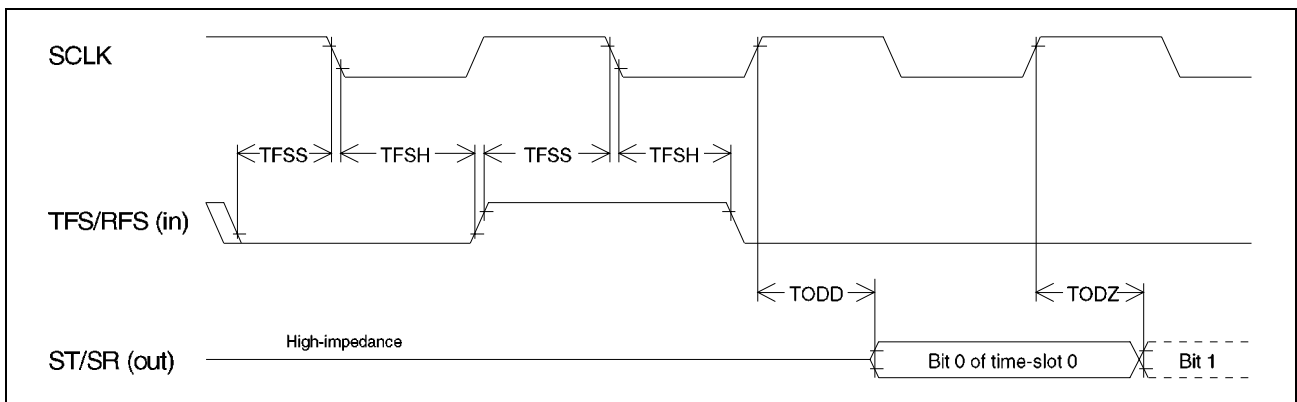 SCLK
TFSS TFSH TFSS TFSH
TFS/RFS (in)
TODD TODZ
High-impedance
ST/SR (out) Bit 0 of time-slot 0 Bit 1